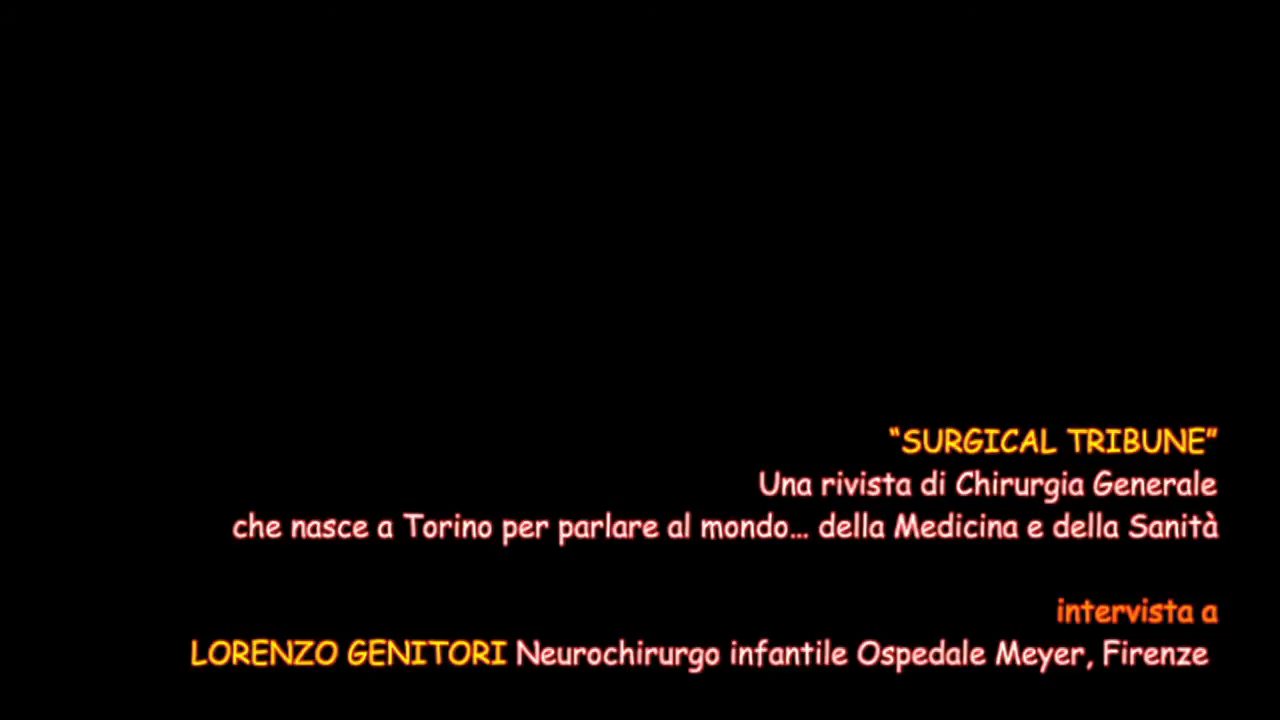 “SURGICAL TRIBUNE”
Una rivista di Chirurgia Generale
che nasce a Torino per parlare al mondo... della Medicina e della Sanità
intervista a
LORENZO GENITORI Neurochirurgo infantile Ospedale Meyer, Firenze